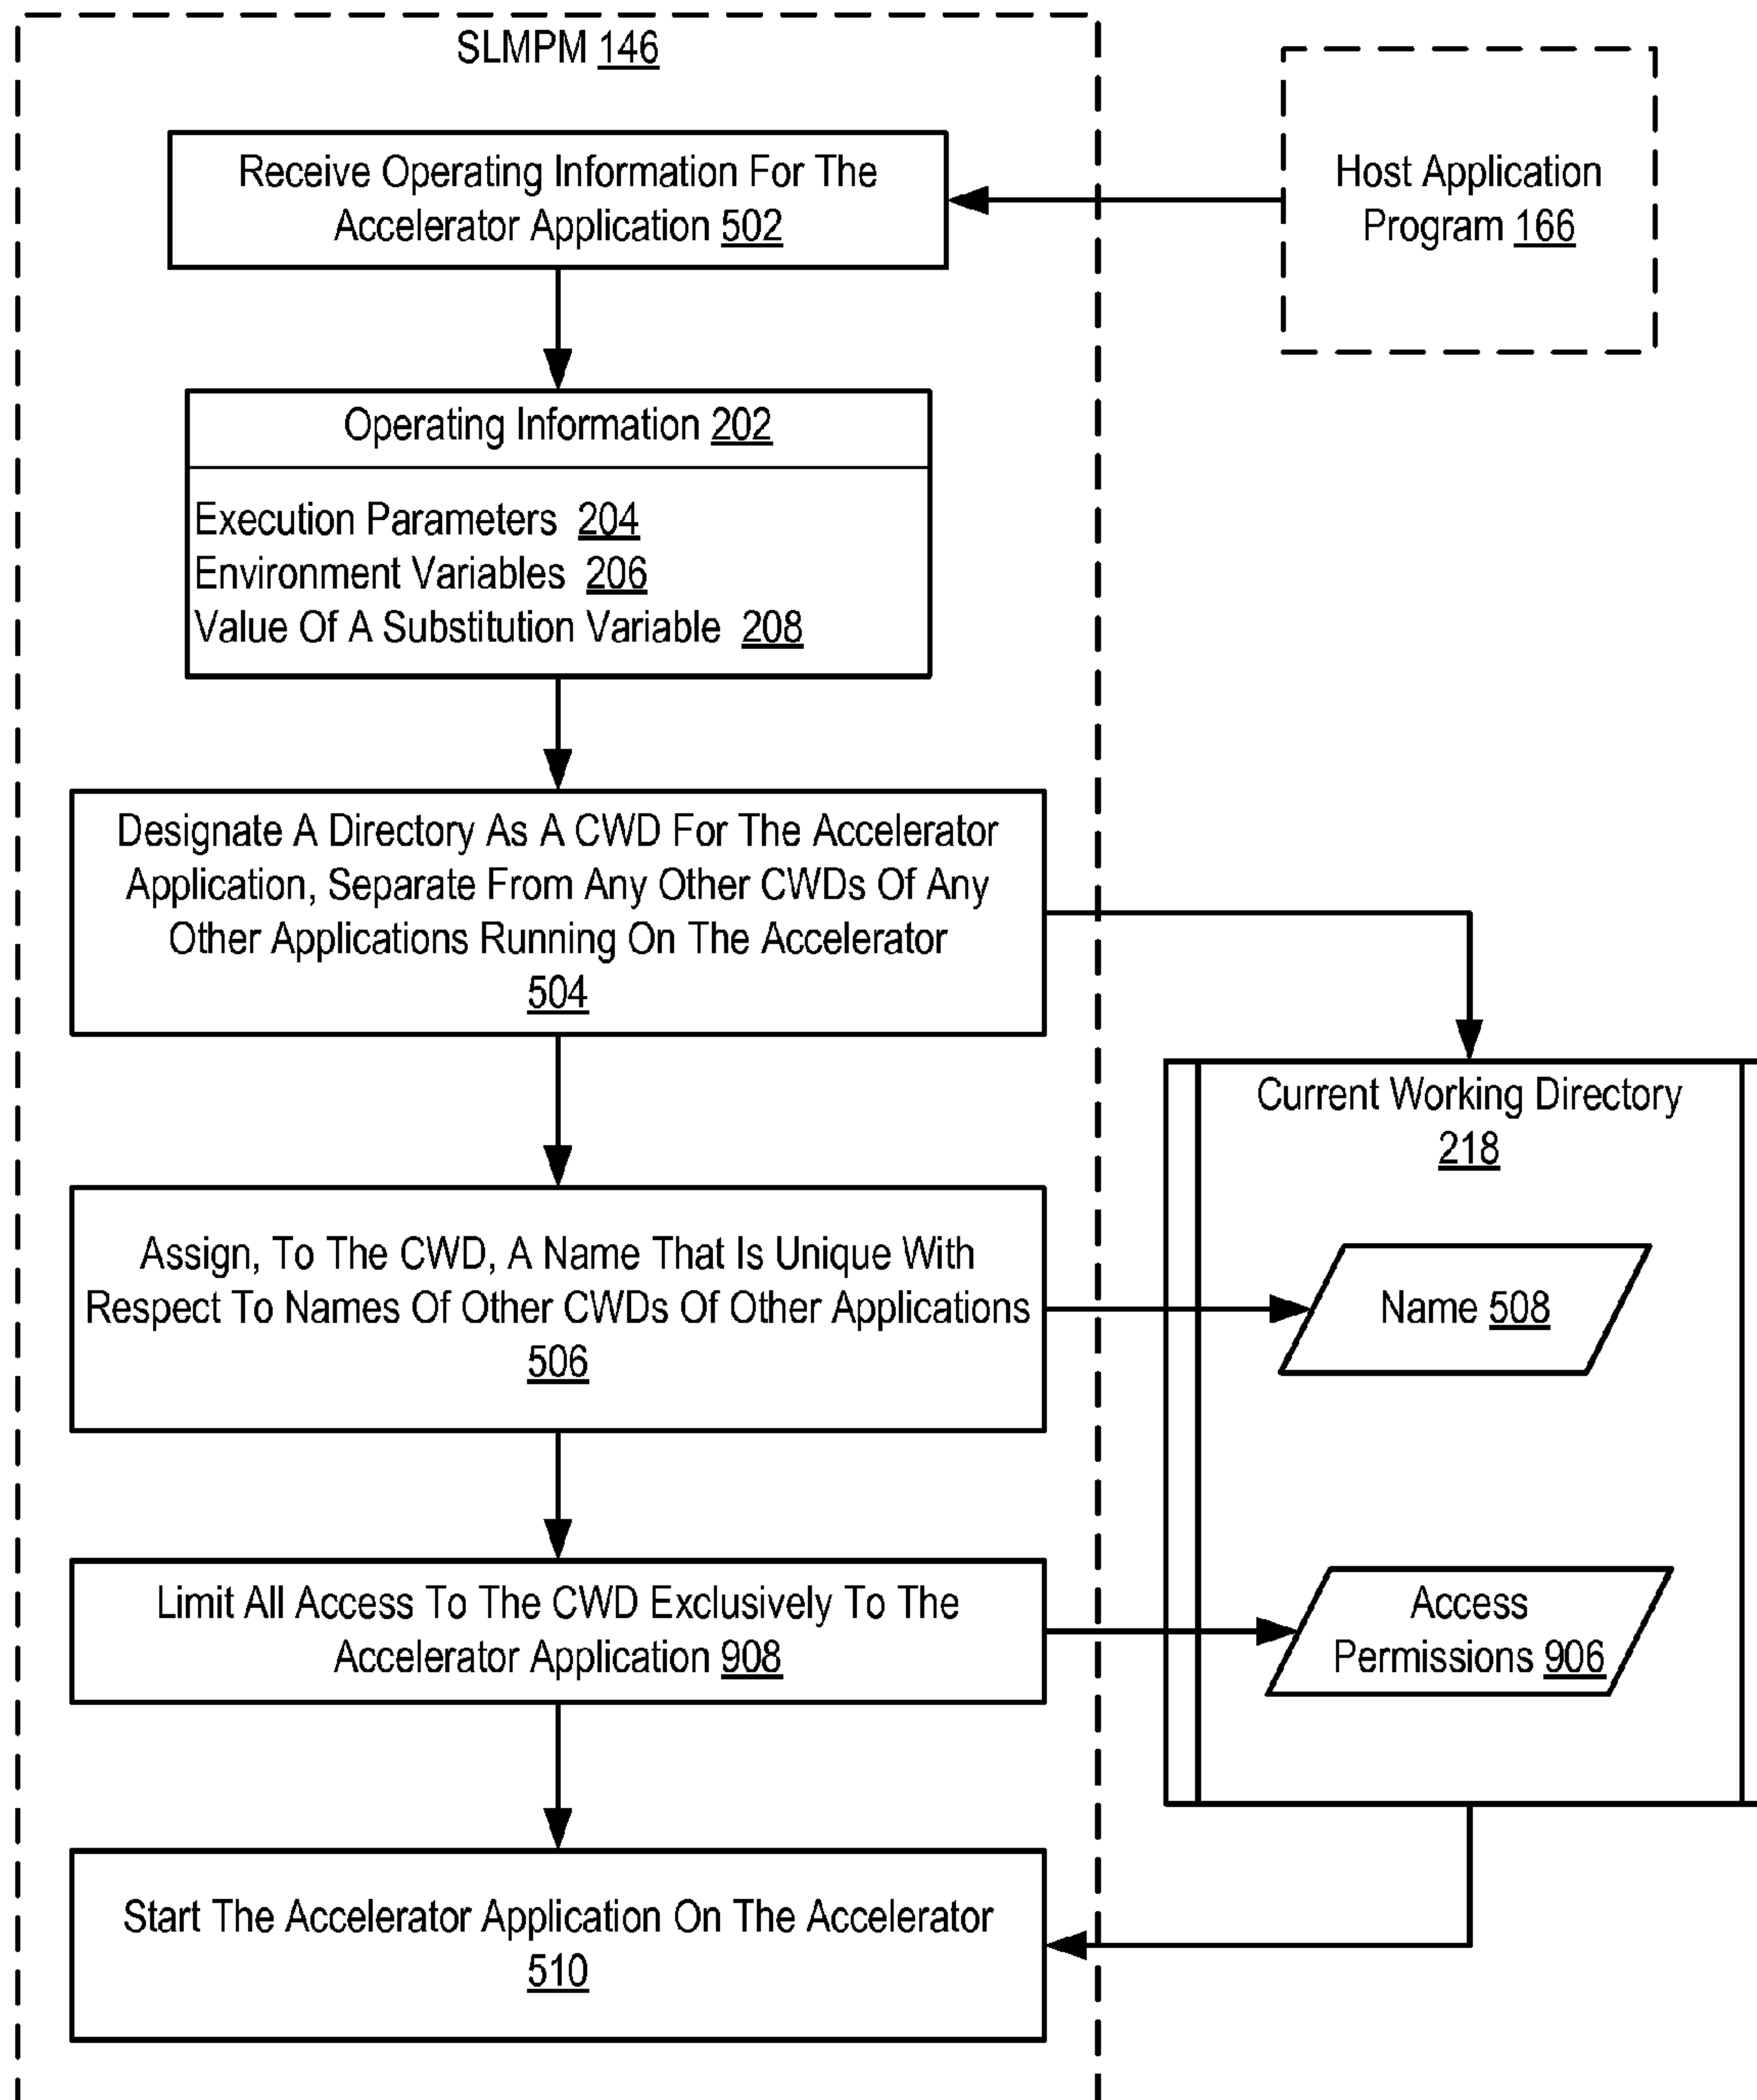 SLMPM 146
Receive Operating Information For The
Accelerator Application 502
Host Application
Program 166
Operating Information 202
Execution Parameters 204
Environment Variables 206
Value Of A Substitution Variable 208
Designate A Directory As A CWD For The Accelerator
Application, Separate From Any Other CWDs Of Any
Other Applications Running On The Accelerator
504
Current Working Directory
218
Assign, To The CWD, A Name That Is Unique With
Respect To Names Of Other CWDs Of Other Applications
506
Name 508
Limit All Access To The CWD Exclusively To The
Accelerator Application 908
Access
Permissions 906
Start The Accelerator Application On The Accelerator
510